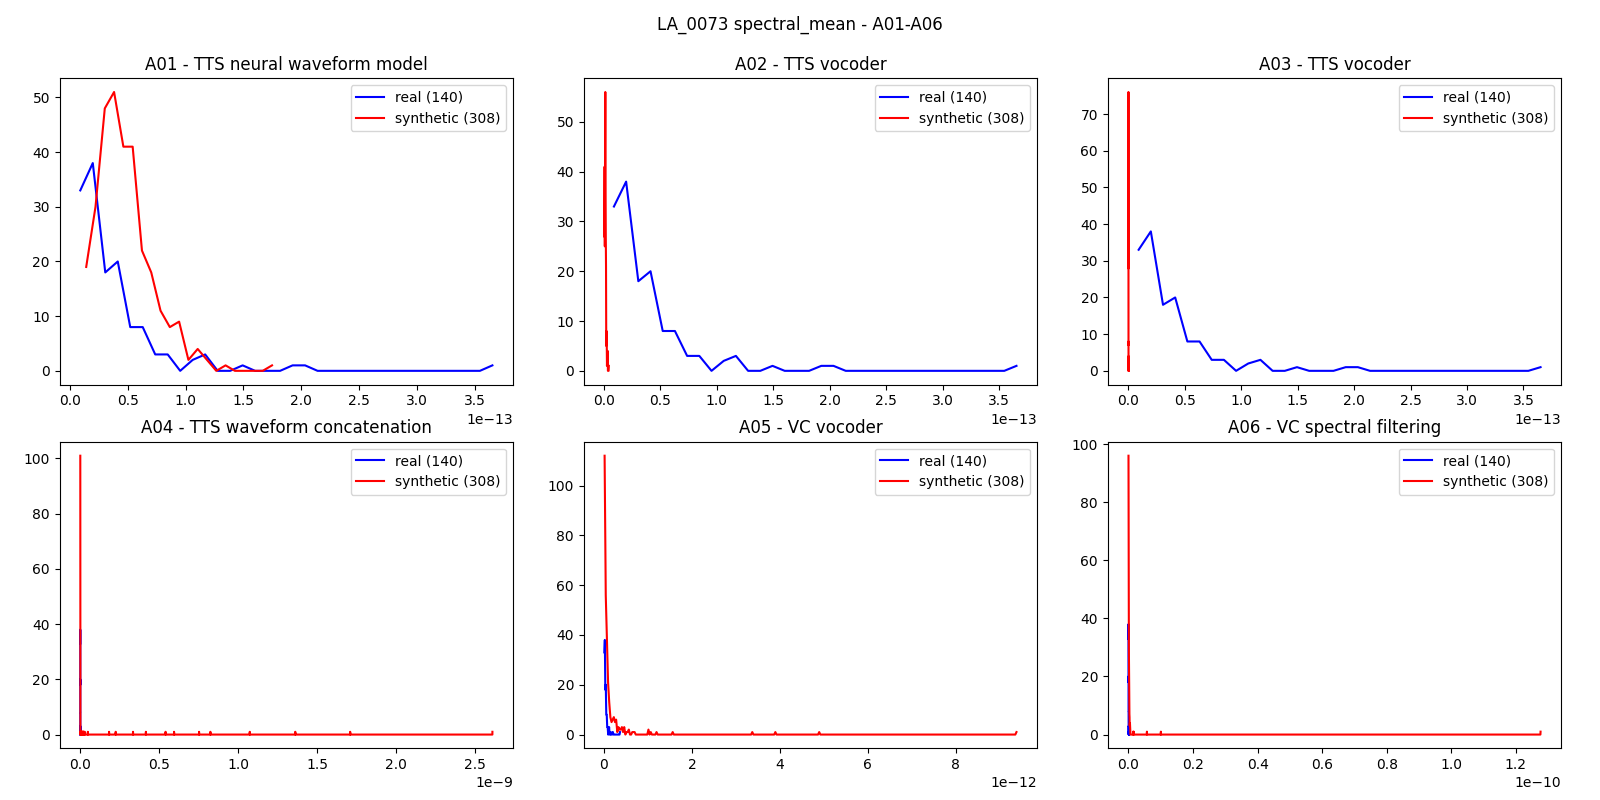 LA_0073 spectral_mean - A01-A06
A01 - TTS neural waveform model
real (140)
synthetic (308)
50
40
30
20
10
0
0.0 0.5 1.0 1.5 2.0 2.5 3.0 3.5
1e−13
A02 - TTS vocoder
real (140)
synthetic (308)
50
40
30
20
10
0
0.0 0.5 1.0 1.5 2.0 2.5 3.0 3.5
1e−13
A03 - TTS vocoder
real (140)
synthetic (308)
70
60
50
40
30
20
10
0
0.0 0.5 1.0 1.5 2.0 2.5 3.0 3.5
1e−13
A04 - TTS waveform concatenation
real (140)
synthetic (308)
100
80
60
40
20
0
0.0 0.5 1.0 1.5 2.0 2.5
1e−9
A05 - VC vocoder
real (140)
synthetic (308)
100
80
60
40
20
0
0 2 4 6 8
1e−12
A06 - VC spectral filtering
real (140)
synthetic (308)
100
80
60
40
20
0
0.0 0.2 0.4 0.6 0.8 1.0 1.2
1e−10